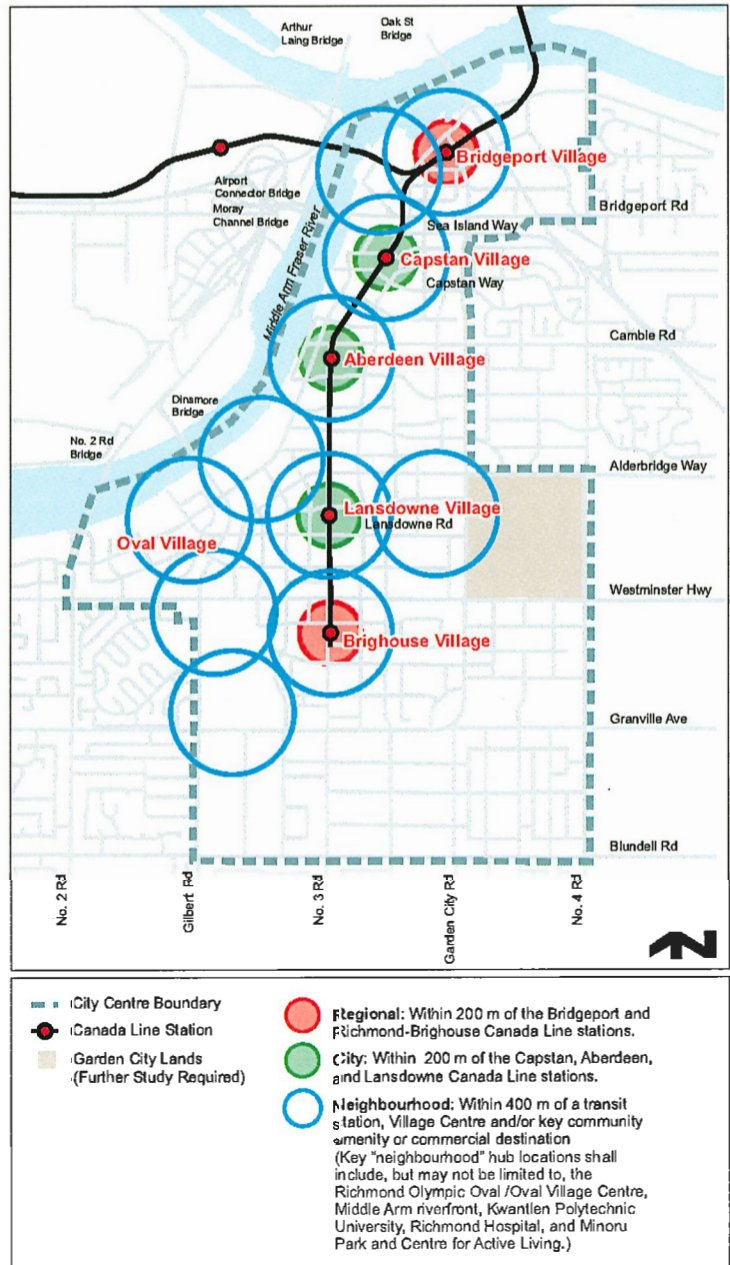 Arthur
Laing Bridge
Oak St
Bridge
Bridgeport Village
Airport
Connector Bridge
Moray
Channel Bridge
Bridgeport Rd
Middle Arm Fraser River
Sea Island Way
Capstan Village
Capstan Way
Cambie Rd
Aberdeen Village
Dinsmore
Bridge
No. 2 Rd
Bridge
Alderbridge Way
Lansdowne Village
Lansdowne Rd
Oval Village
Westminster Hwy
Brighouse Village
Granville Ave
Blundell Rd
No. 2 Rd
Gilbert Rd
No. 3 Rd
Garden City Rd
No. 4 Rd
N
City Centre Boundary
Canada Line Station
Garden City Lands
(Further Study Required)
Regional: Within 200 m of the Bridgeport and
Richmond-Brighouse Canada Line stations.
City: Within 200 m of the Capstan, Aberdeen,
and Lansdowne Canada Line stations.
Neighbourhood: Within 400 m of a transit
station, Village Centre and/or key community
amenity or commercial destination
(Key "neighbourhood" hub locations shall
include, but may not be limited to, the
Richmond Olympic Oval /Oval Village Centre,
Middle Arm riverfront, Kwantlen Polytechnic
University, Richmond Hospital, and Minoru
Park and Centre for Active Living.)